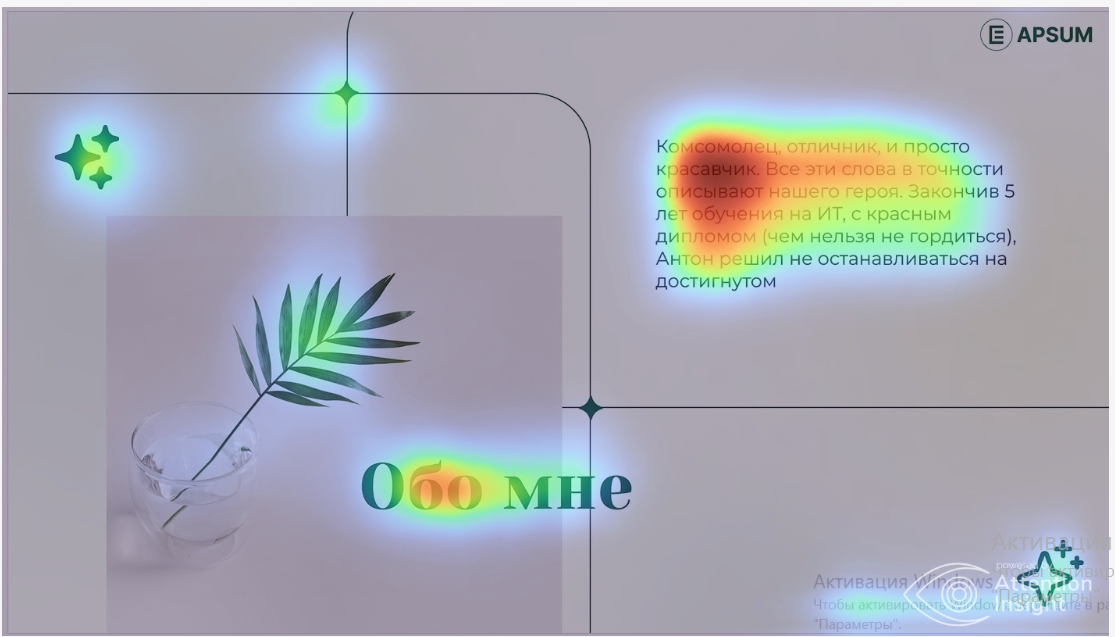 APSUM
Комсомолец, отличник, и просто
красавчик. Все эти слова в точности
описывают нашего героя. Закончив 5
лет обучения на ИТ, с красным
дипломом (чем нельзя не гордиться),
Антон решил не останавливаться на
достигнутом
Обо мне
Активация
powered by
Attention
Insight
Параметры
Активация Windows
Чтобы активировать Windows
"Параметры".